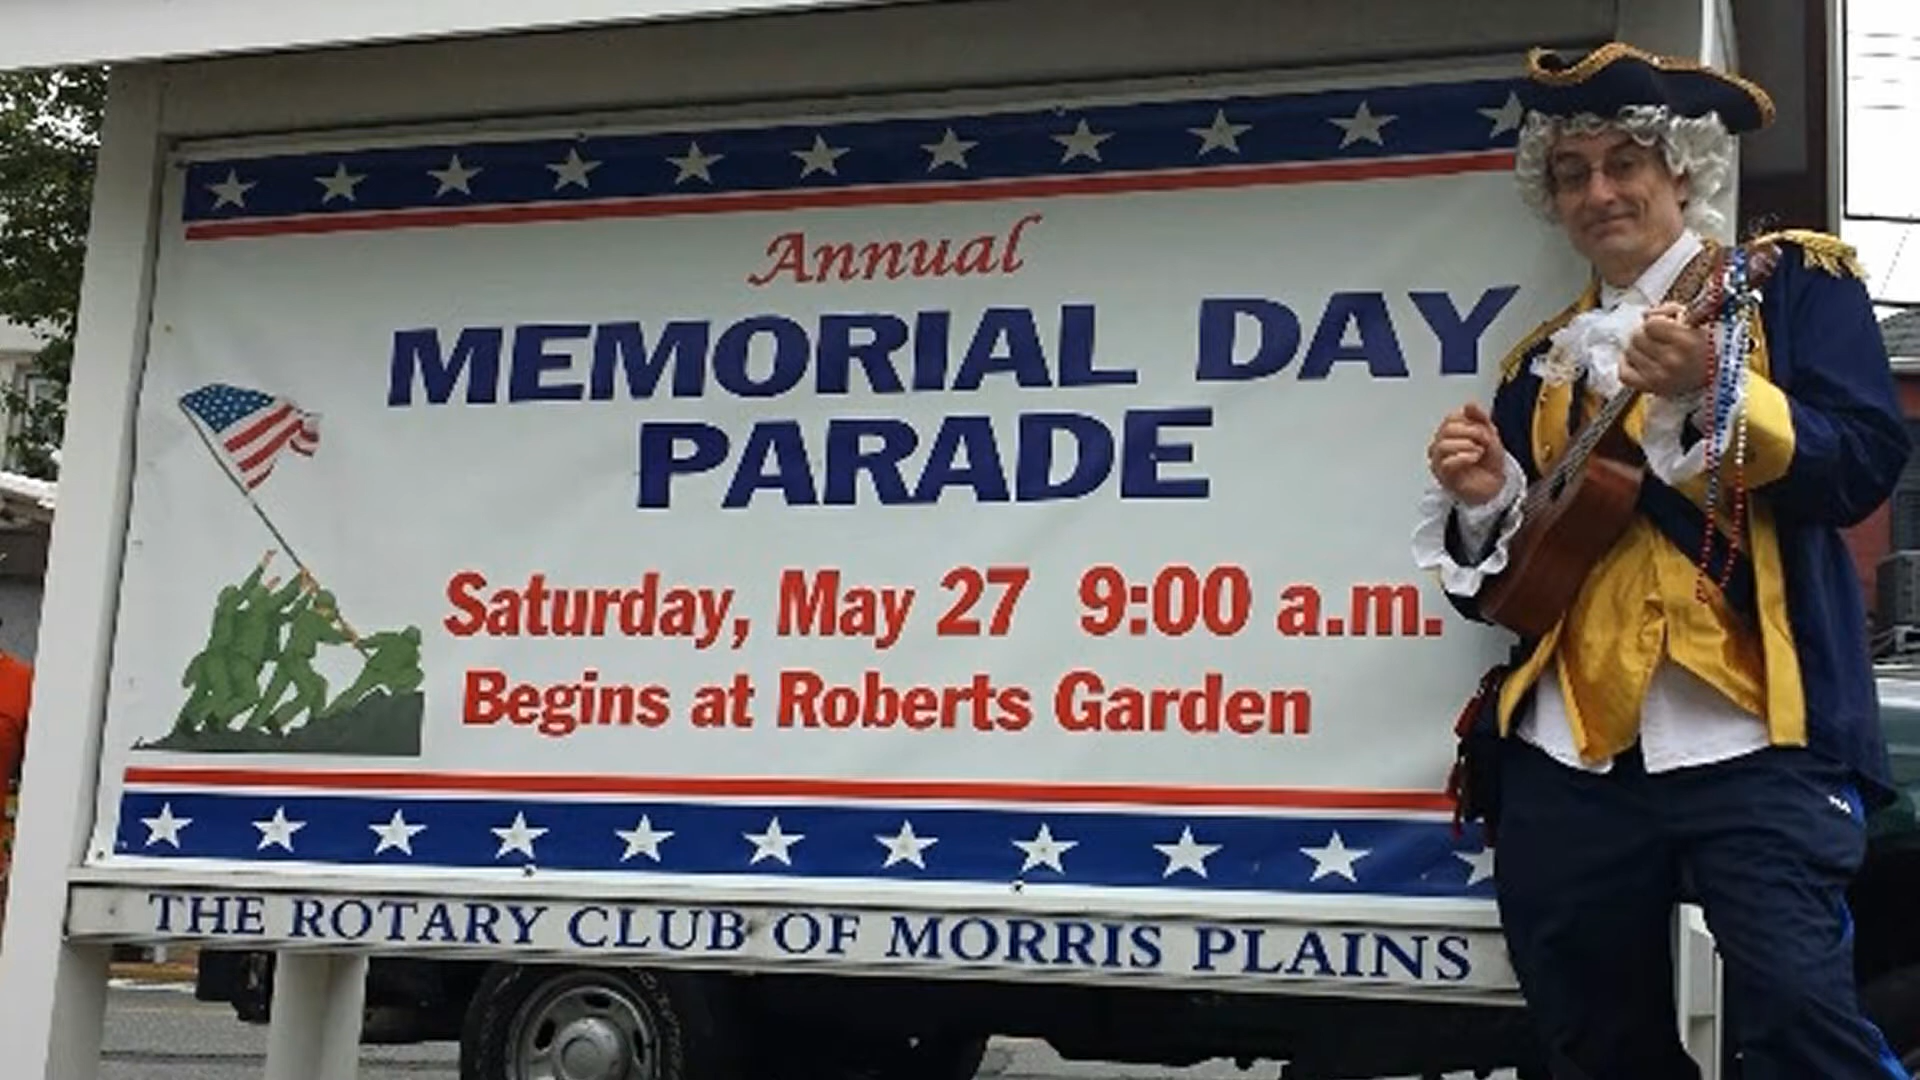 Annual
MEMORIAL DAY
PARADE
Saturday, May 27 9:00 a.m.
Begins at Roberts Garden
THE ROTARY CLUB OF MORRIS PLAINS